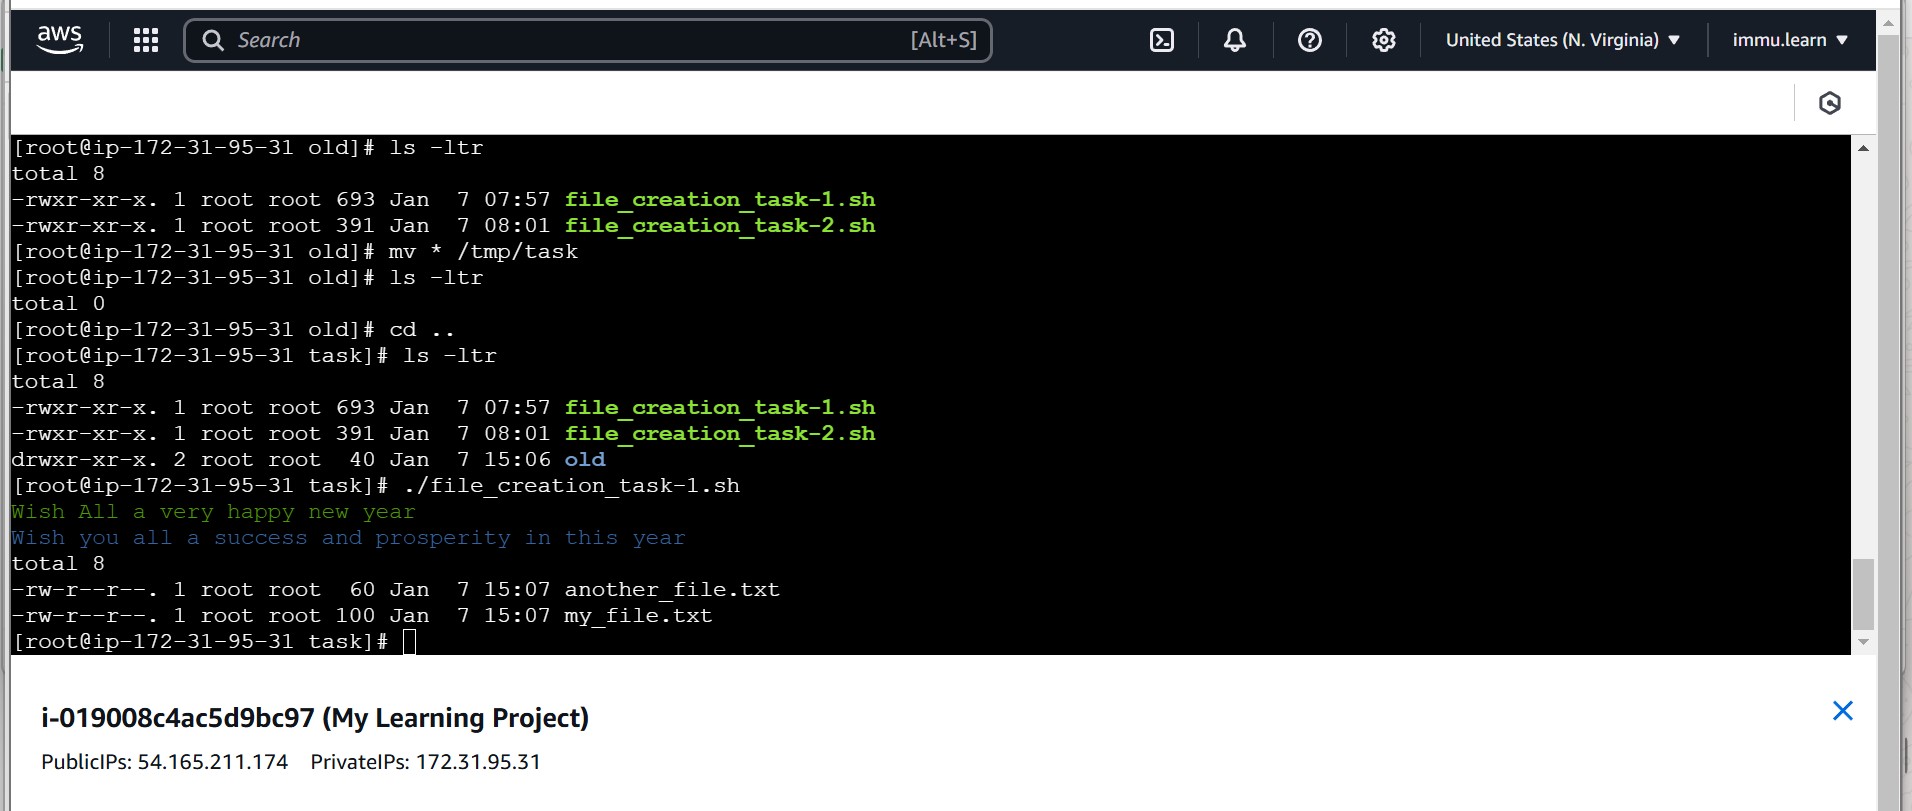 aws
Search [Alt+S]
United States (N. Virginia)
immu.learn
[root@ip-172-31-95-31 old]# ls -ltr
total 8
-rwxr-xr-x. 1 root root 693 Jan  7 07:57 file_creation_task-1.sh
-rwxr-xr-x. 1 root root 391 Jan  7 08:01 file_creation_task-2.sh
[root@ip-172-31-95-31 old]# mv * /tmp/task
[root@ip-172-31-95-31 old]# ls -ltr
total 0
[root@ip-172-31-95-31 old]# cd ..
[root@ip-172-31-95-31 task]# ls -ltr
total 8
-rwxr-xr-x. 1 root root 693 Jan  7 07:57 file_creation_task-1.sh
-rwxr-xr-x. 1 root root 391 Jan  7 08:01 file_creation_task-2.sh
drwxr-xr-x. 2 root root  40 Jan  7 15:06 old
[root@ip-172-31-95-31 task]# ./file_creation_task-1.sh
Wish All a very happy new year
Wish you all a success and prosperity in this year
total 8
-rw-r--r--. 1 root root  60 Jan  7 15:07 another_file.txt
-rw-r--r--. 1 root root 100 Jan  7 15:07 my_file.txt
[root@ip-172-31-95-31 task]#
i-019008c4ac5d9bc97 (My Learning Project)
PublicIPs: 54.165.211.174 PrivateIPs: 172.31.95.31